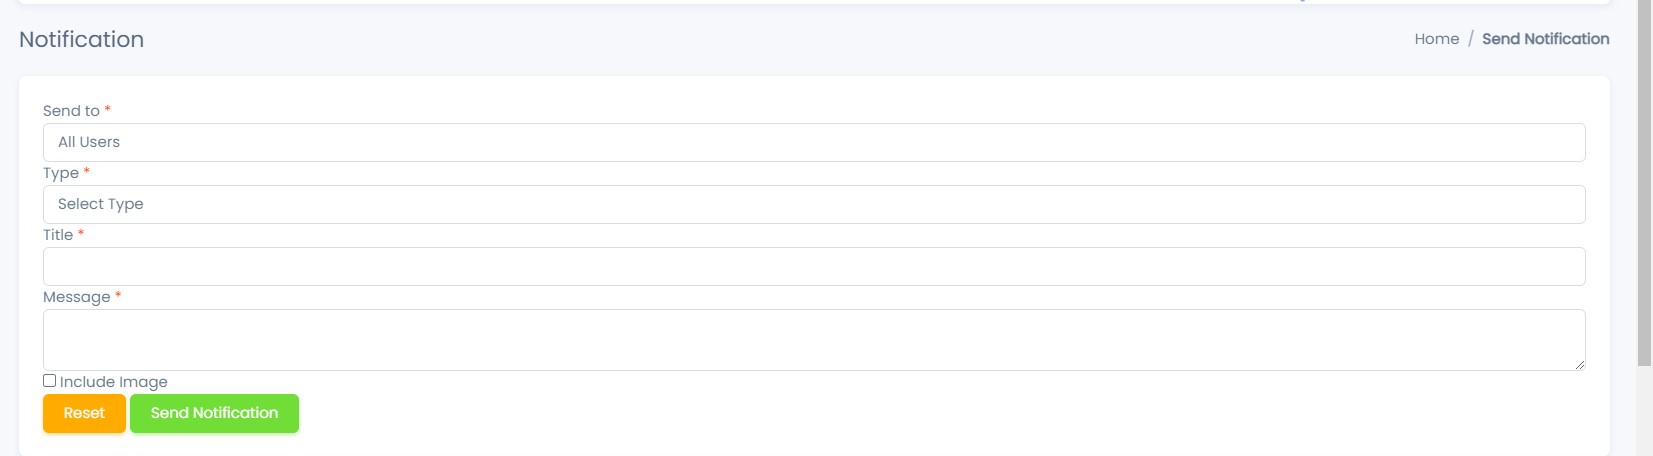 Notification
Home / Send Notification
Send to *
All Users
Type *
Select Type
Title *
Message *
Include Image
Reset Send Notification